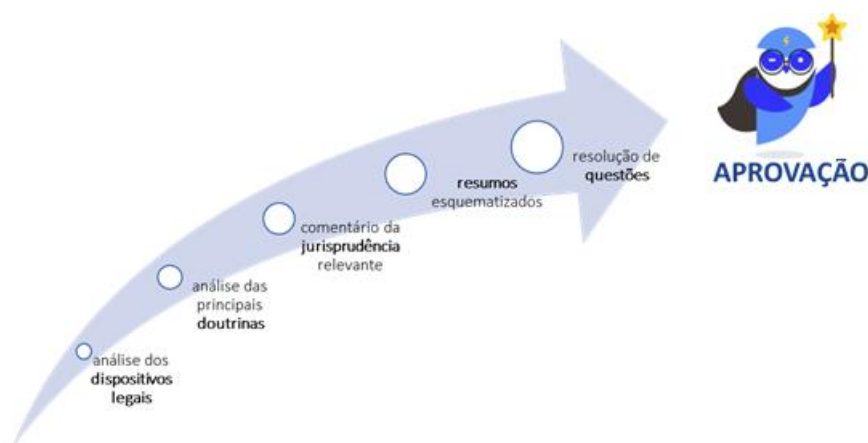 análise dos
dispositivos
legais
análise das
principais
doutrinas
comentário da
jurisprudência
relevante
resumos
esquematizados
resolução de
questões
APROVAÇÃO